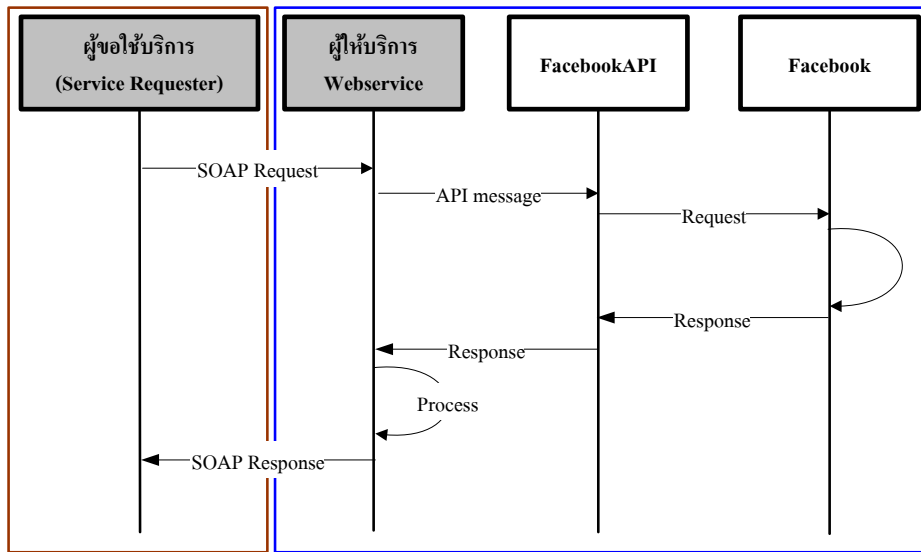 ผู้ขอใช้บริการ
(Service Requester)
ผู้ให้บริการ
Webservice
FacebookAPI
Facebook
SOAP Request
API message
Request
Response
Response
Process
SOAP Response